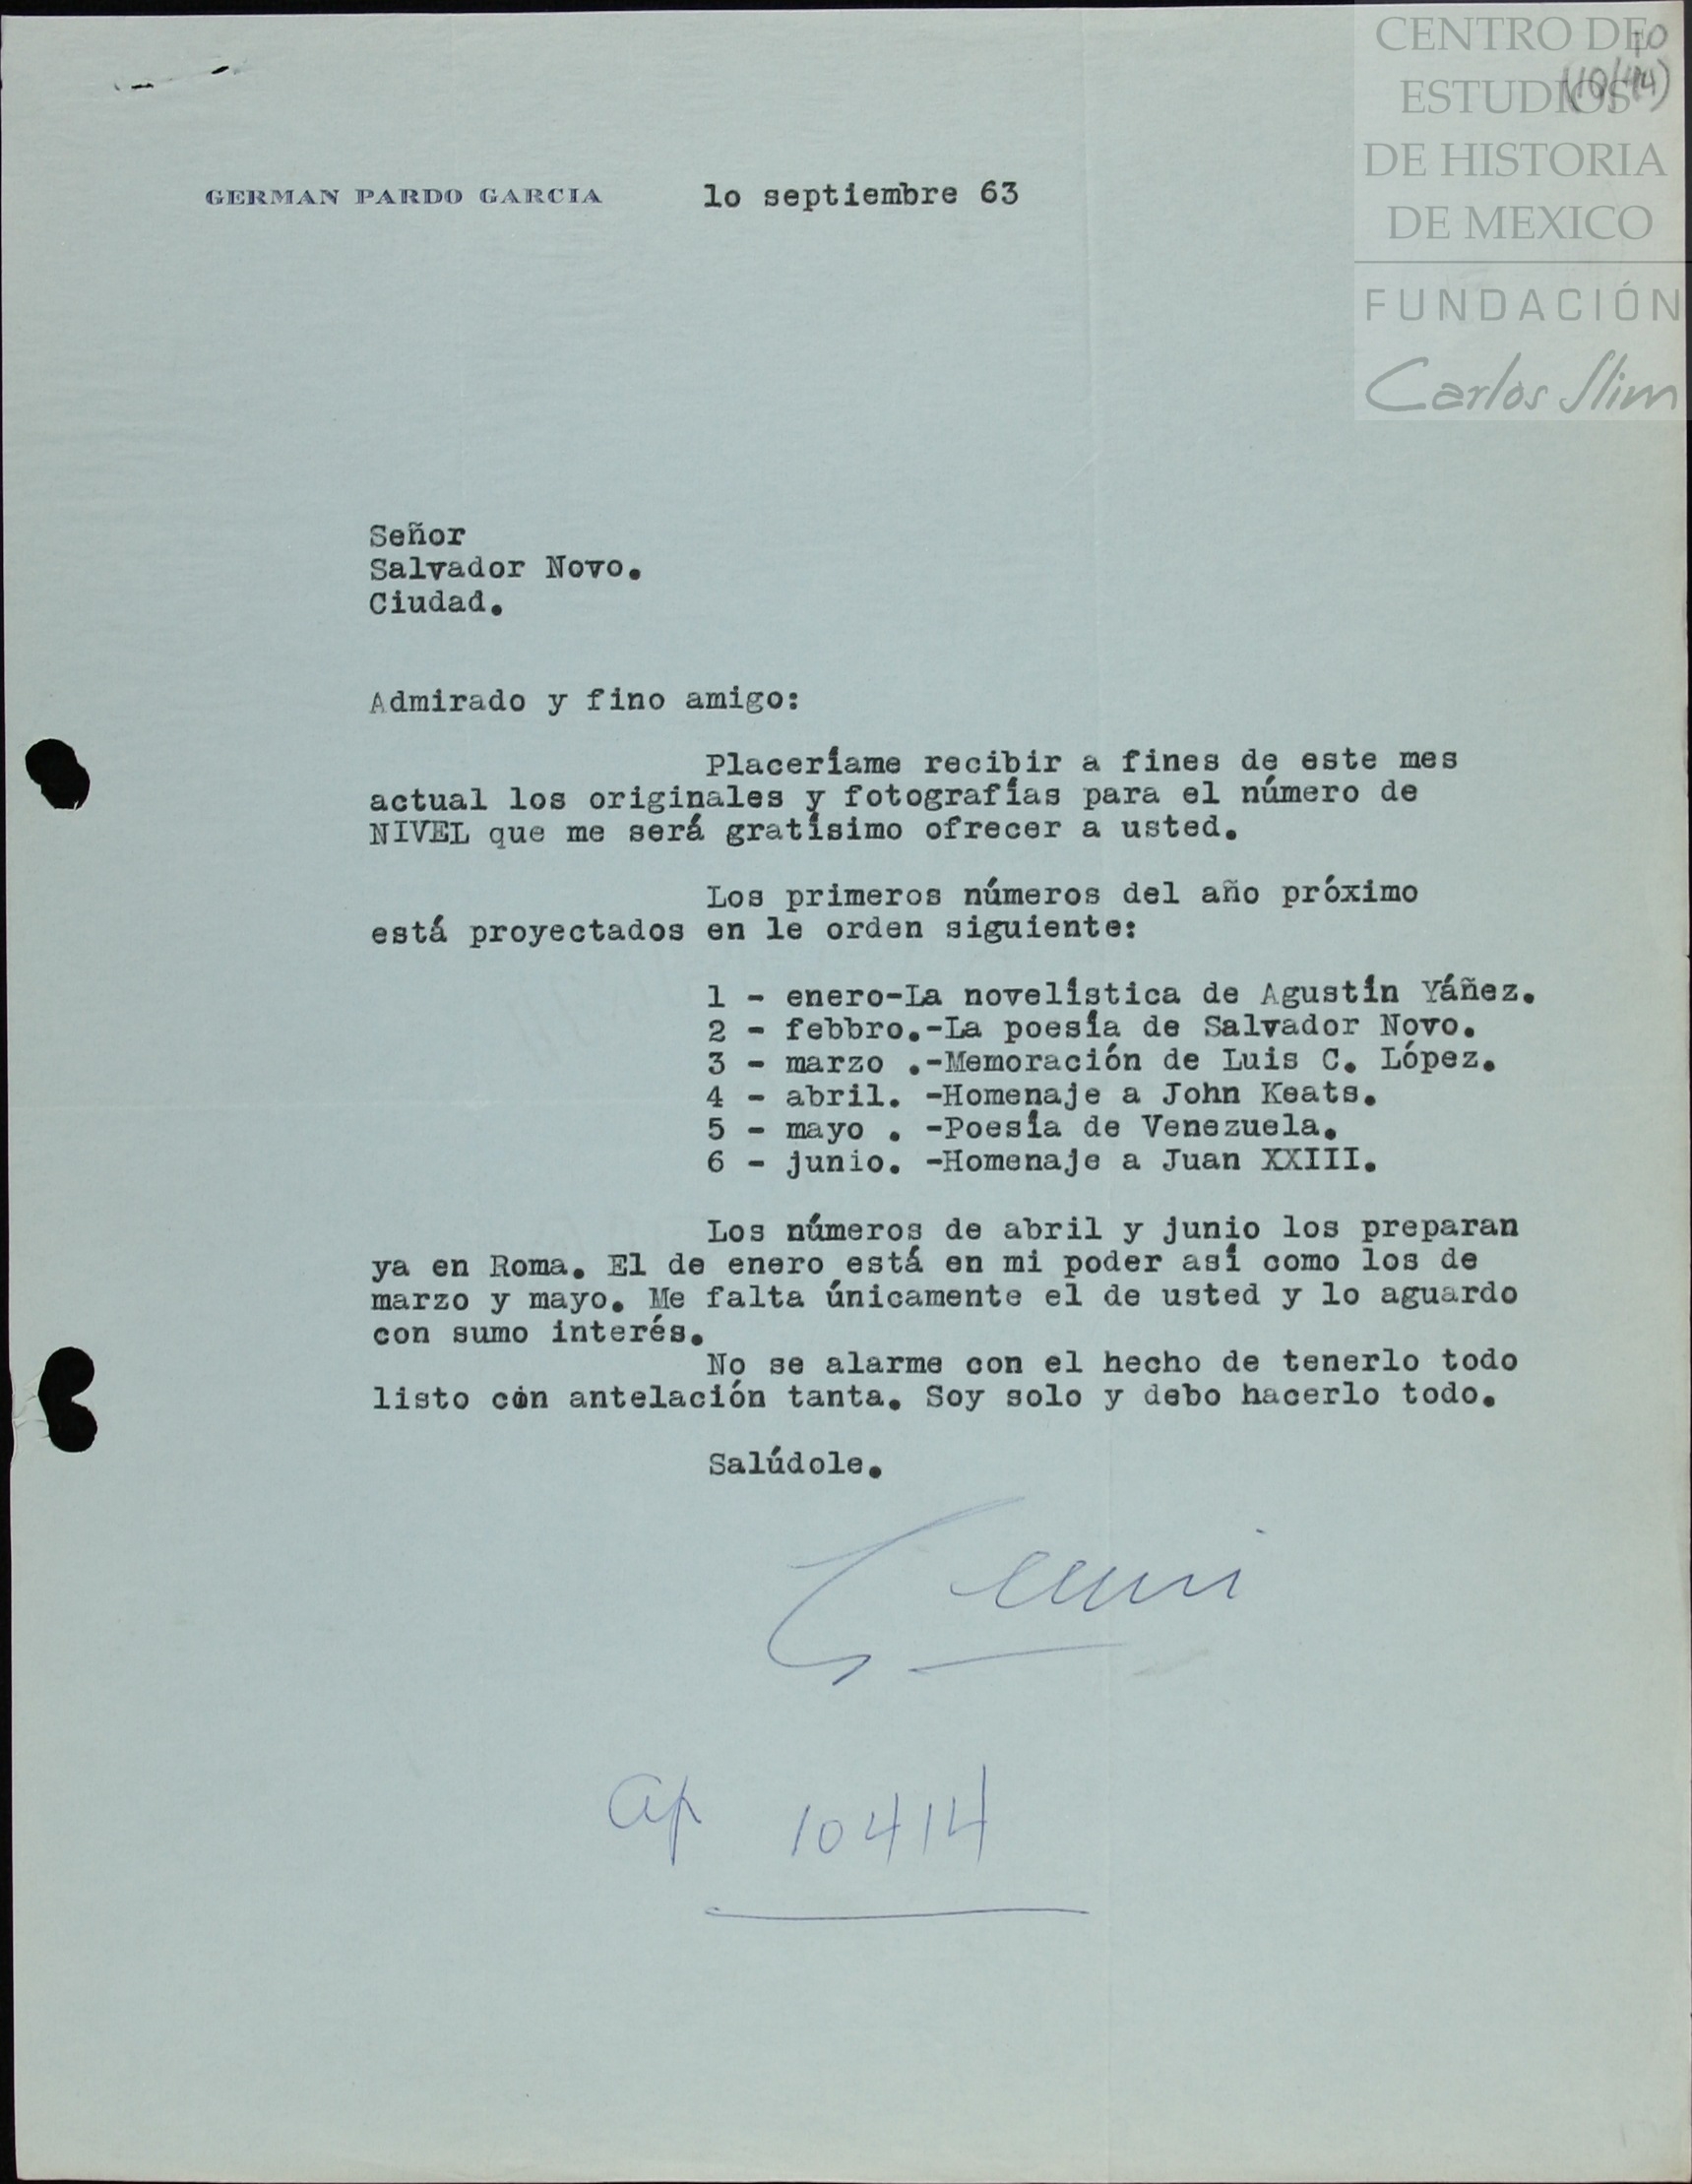 CENTRO DE
ESTUDIOS
DE HISTORIA
DE MEXICO
FUNDACIÓN
Carlos Slim
GERMAN PARDO GARCIA lo septiembre 63
Señor
Salvador Novo.
Ciudad.
Admirado y fino amigo:
Placeríame recibir a fines de este mes
actual los originales y fotografías para el número de
NIVEL que me será gratísimo ofrecer a usted.
Los primeros números del año próximo
está proyectados en le orden siguiente:
1 - enero-La novelística de Agustín Yáñez.
2 - febbro.-La poesía de Salvador Novo.
3 - marzo .-Memoración de Luis C. López.
4 - abril. -Homenaje a John Keats.
5 - mayo . -Poesía de Venezuela.
6 - junio. -Homenaje a Juan XXIII.
Los números de abril y junio los preparan
ya en Roma. El de enero está en mi poder así como los de
marzo y mayo. Me falta únicamente el de usted y lo aguardo
con sumo interés.
No se alarme con el hecho de tenerlo todo
listo con antelación tanta. Soy solo y debo hacerlo todo.
Salúdole.
ap 10414